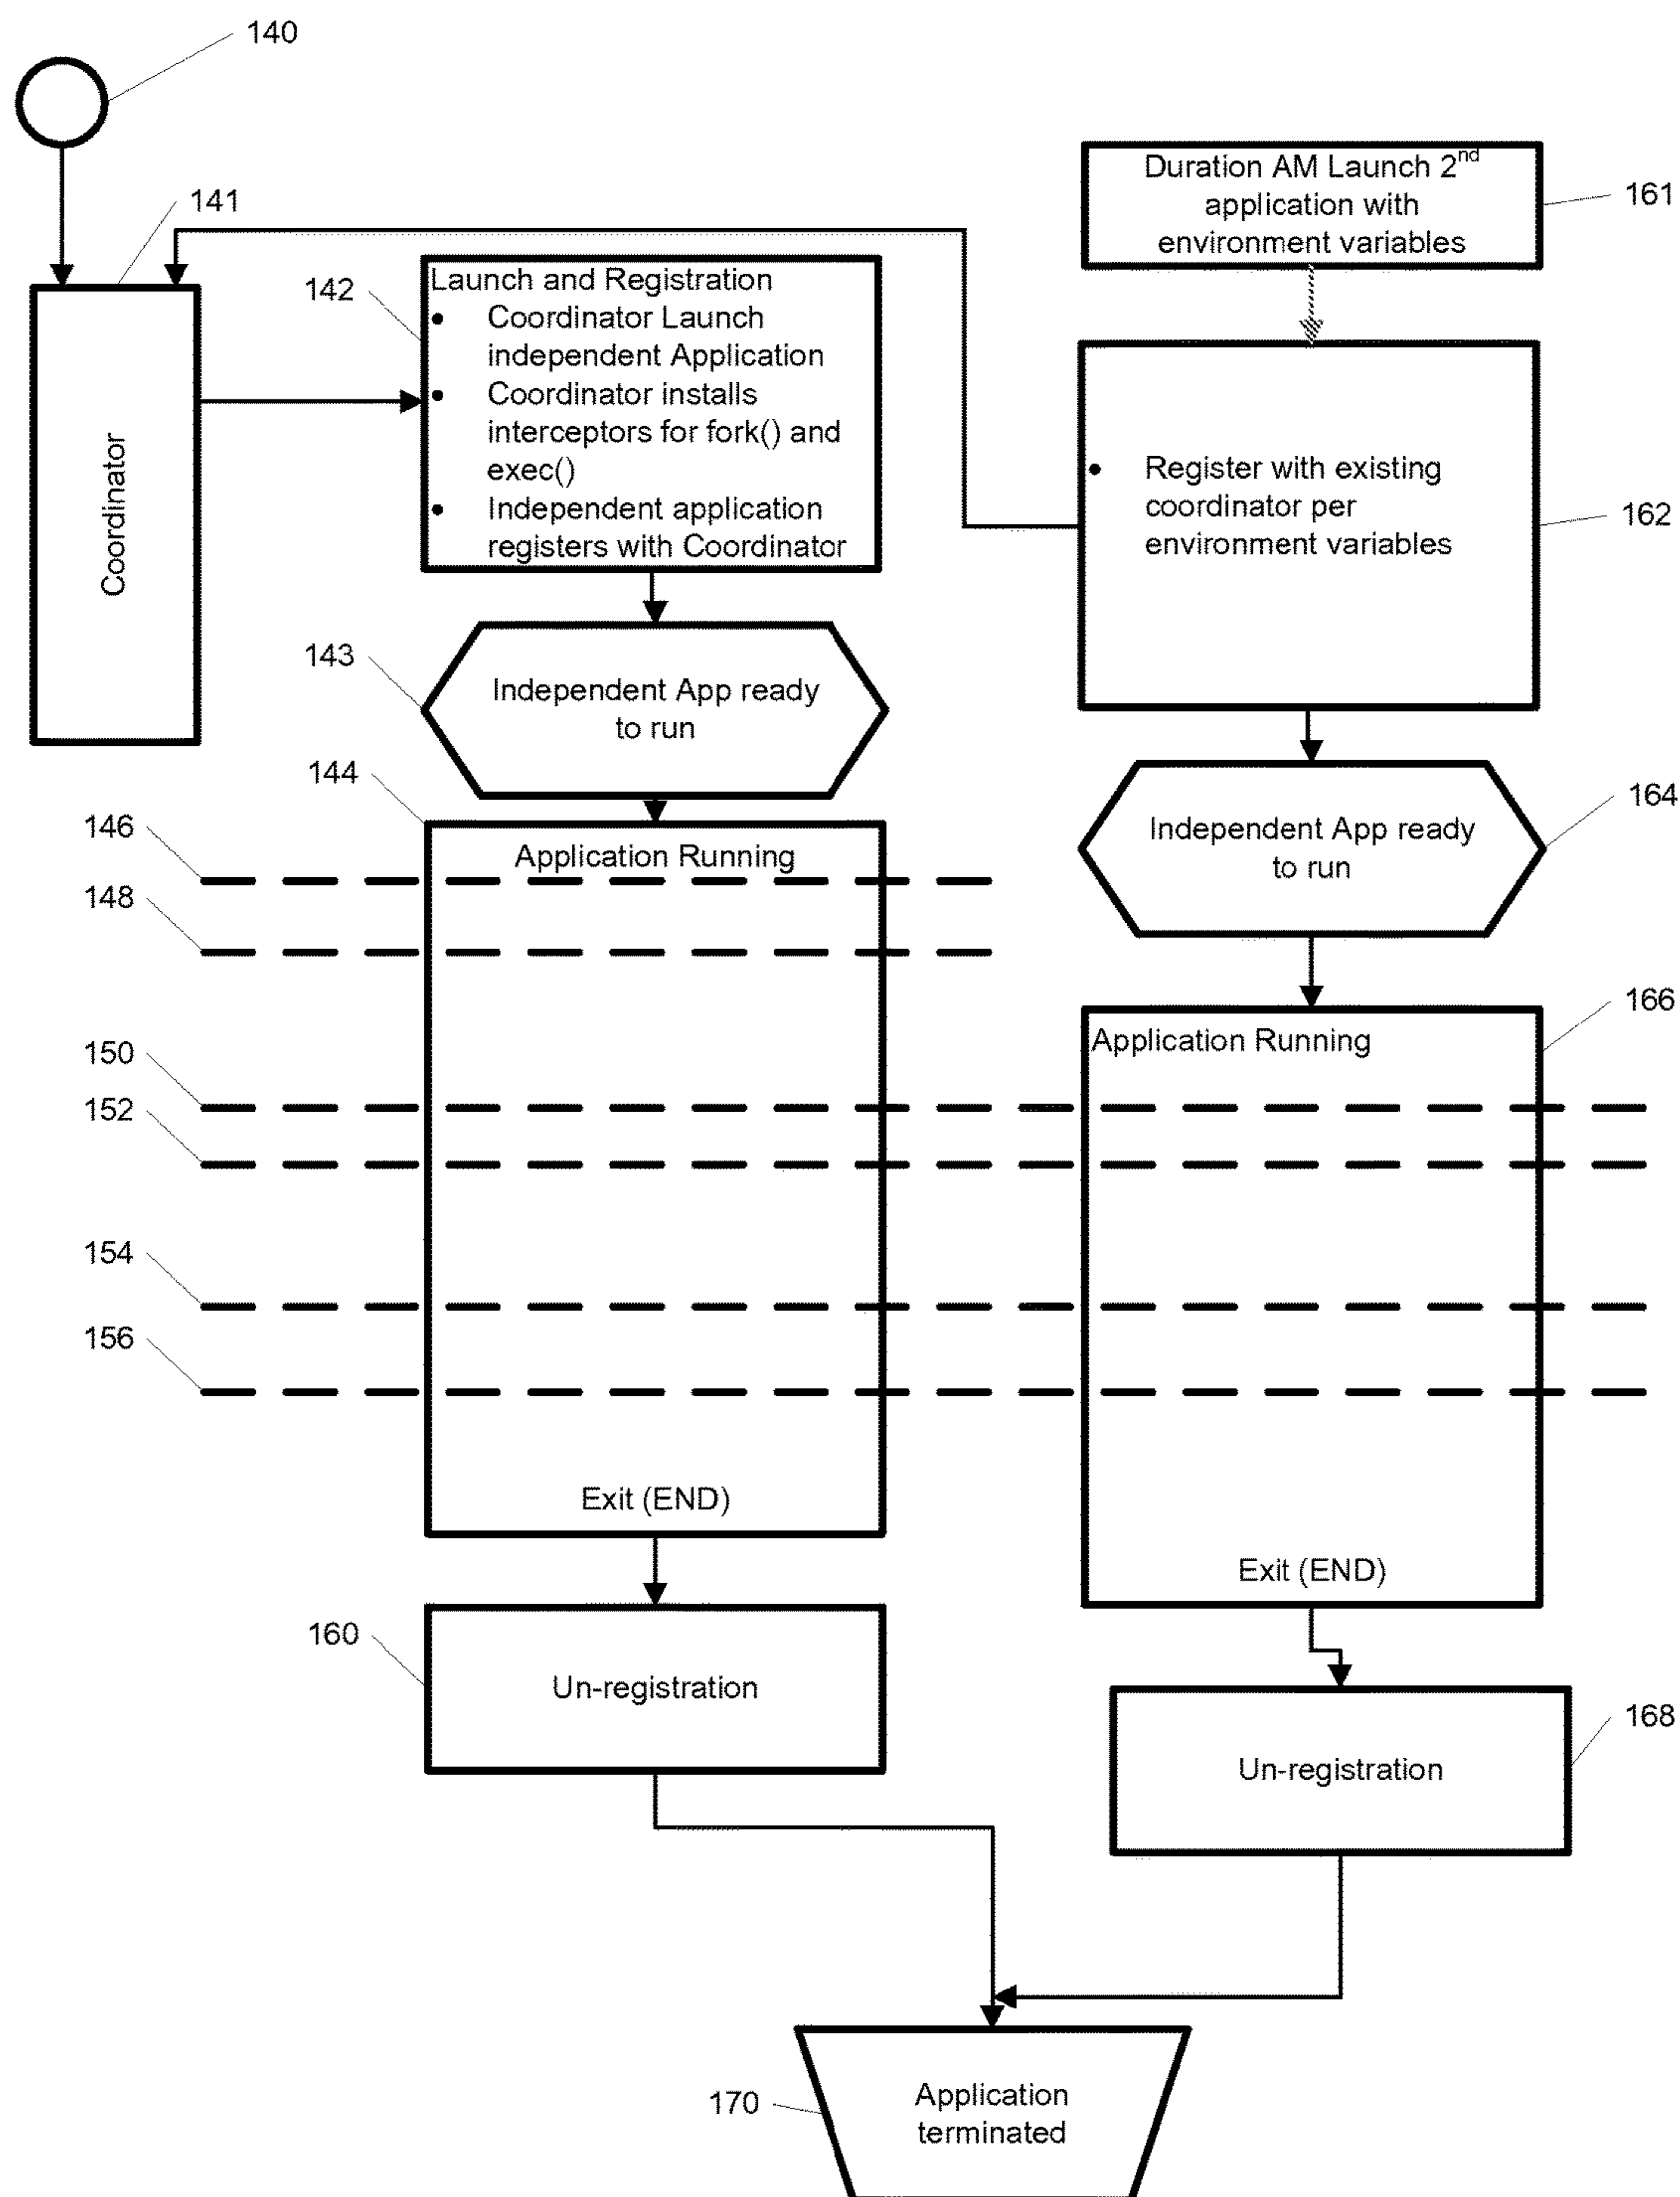 140
141
Duration AM Launch 2nd
application with
environment variables
161
142
Launch and Registration
• Coordinator Launch
independent Application
• Coordinator installs
interceptors for fork() and
exec()
• Independent application
registers with Coordinator
Coordinator
• Register with existing
coordinator per
environment variables
162
143
Independent App ready
to run
144
Application Running
146
148
Independent App ready
to run
164
166
Application Running
150
152
154
156
Exit (END)
Exit (END)
160
Un-registration
168
Un-registration
170
Application
terminated